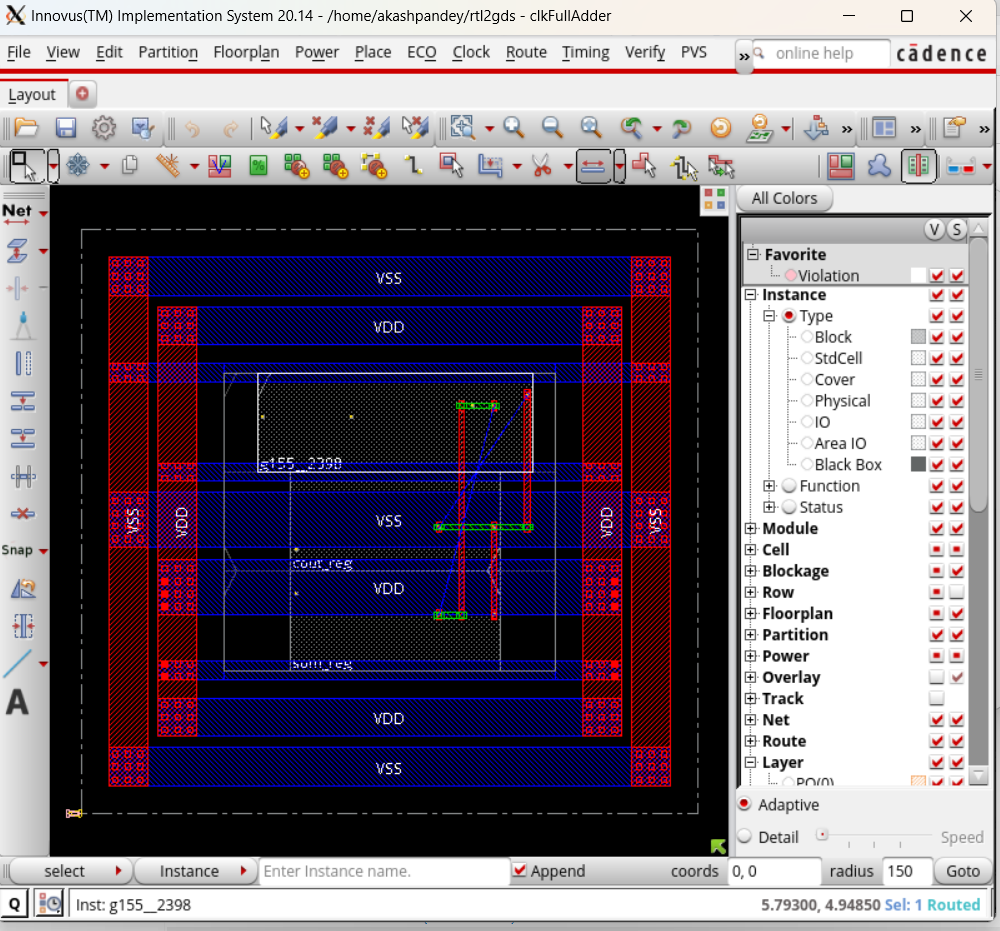 Innovus(TM) Implementation System 20.14 - /home/akashpandey/rtl2gds - clkFullAdder
File View Edit Partition Floorplan Power Place ECO Clock Route Timing Verify PVS » online help cādence
Layout
» » »
All Colors
Net
V S
Favorite
Violation
VSS
Instance
Type
VDD
Block
StdCell
Cover
Physical
IO
Area IO
g155__2398
Black Box
Function
Status
VSS VDD VSS VDD VSS
Module
Snap
Cell
cout_reg
Blockage
VDD
Row
Floorplan
Partition
Power
sum_reg
Overlay
Track
A
VDD
Net
Route
Layer
VSS
PO(0)
Adaptive
Detail Speed
select Instance Enter Instance name. Append coords 0, 0 radius 150 Goto
Q Inst: g155__2398 5.79300, 4.94850 Sel: 1 Routed